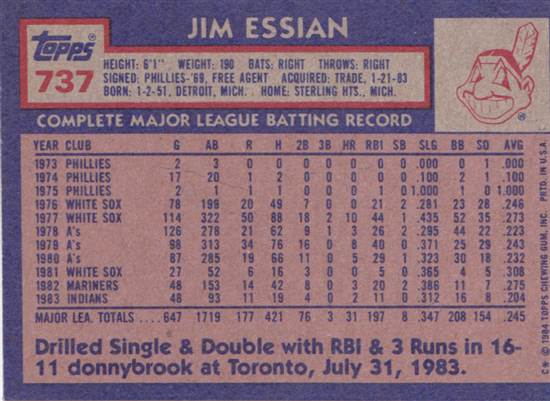 JIM ESSIAN
Topps
737
HEIGHT: 6'1" WEIGHT: 190 BATS: RIGHT THROWS: RIGHT
SIGNED: PHILLIES-'69, FREE AGENT ACQUIRED: TRADE, 1-21-83
BORN: 1-2-51, DETROIT, MICH. HOME: STERLING HTS., MICH.
COMPLETE MAJOR LEAGUE BATTING RECORD
YEAR CLUB G AB R H 2B 3B HR RBI SB SLG BB SO AVG
1973 PHILLIES 2 3 0 0 0 0 0 0 0 .000 0 1 .000
1974 PHILLIES 17 20 1 2 0 0 0 0 0 .100 2 1 .100
1975 PHILLIES 2 1 1 1 0 0 0 1 0 1.000 1 0 1.000
1976 WHITE SOX 78 199 20 49 7 0 0 21 2 .281 23 28 .246
1977 WHITE SOX 114 322 50 88 18 2 10 44 1 .435 52 35 .273
1978 A's 126 278 21 62 9 1 3 26 2 .295 44 22 .223
1979 A's 98 313 34 76 16 0 8 40 0 .371 25 29 .243
1980 A's 87 285 19 66 11 0 5 29 1 .323 30 18 .232
1981 WHITE SOX 27 52 6 16 3 0 0 5 0 .365 4 5 .308
1982 MARINERS 48 153 14 42 8 0 3 20 2 .386 11 7 .275
1983 INDIANS 48 93 11 19 4 0 2 11 0 .312 16 8 .204
MAJOR LEA. TOTALS 647 1719 177 421 76 3 31 197 8 .347 208 154 .245
Drilled Single & Double with RBI & 3 Runs in 16-
11 donnybrook at Toronto, July 31, 1983.
© ® 1984 TOPPS CHEWING GUM, INC. PRTD. IN U.S.A.